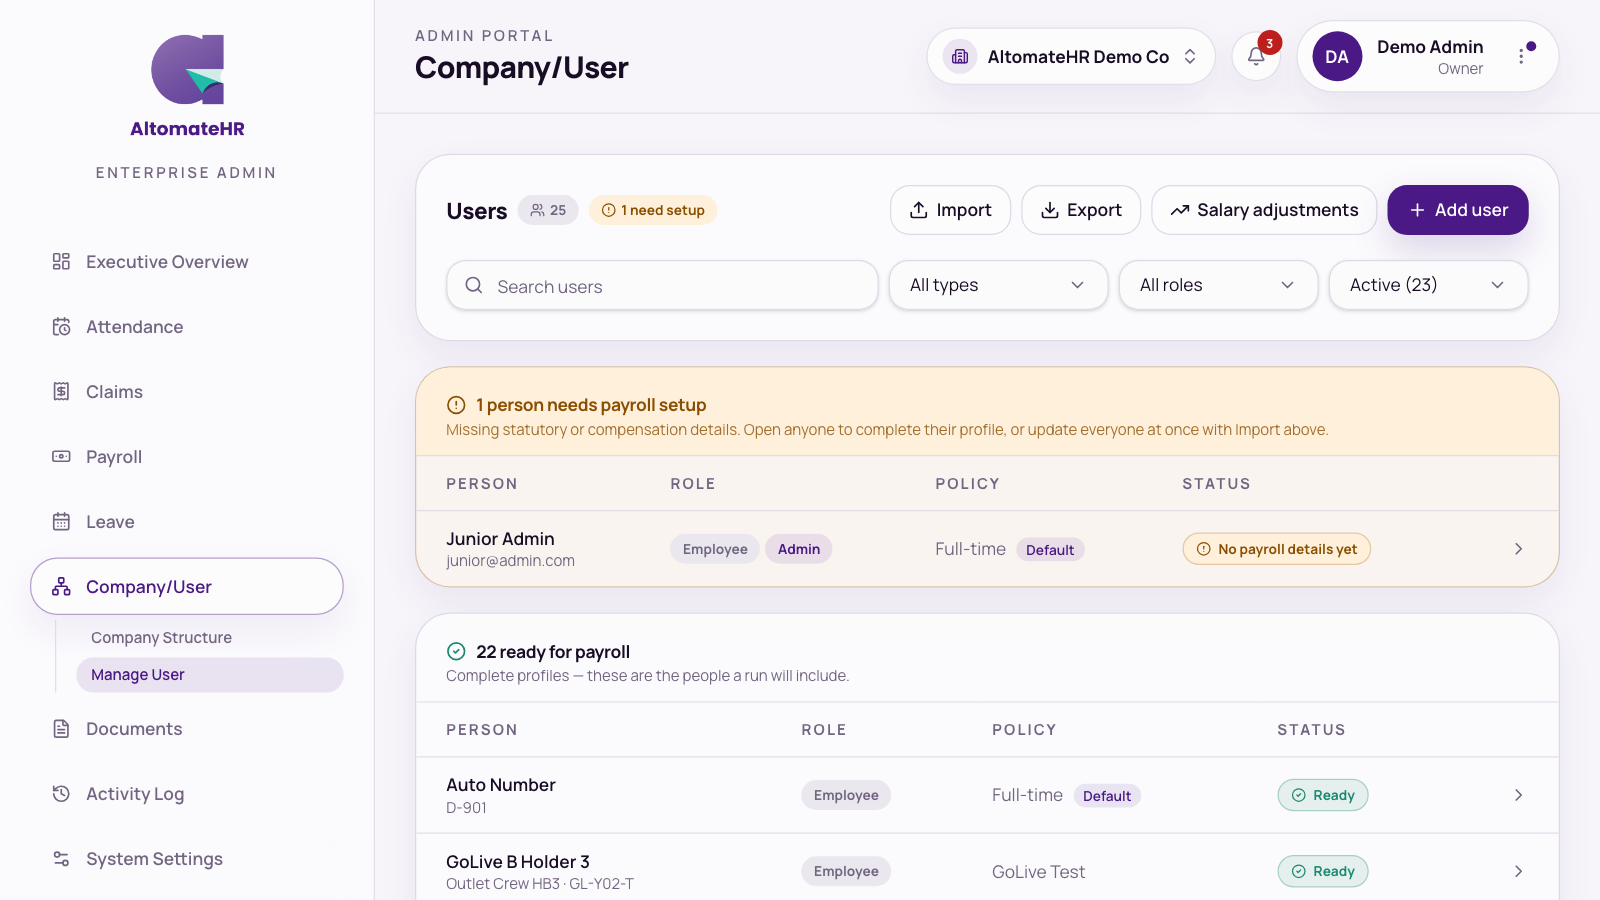 AltomateHR
ENTERPRISE ADMIN
Executive Overview
Attendance
Claims
Payroll
Leave
Company/User
Company Structure
Manage User
Documents
Activity Log
System Settings
ADMIN PORTAL
Company/User
AltomateHR Demo Co
3
DA
Demo Admin
Owner
Users
25
1 need setup
Import
Export
Salary adjustments
Add user
Search users
All types
All roles
Active (23)
1 person needs payroll setup
Missing statutory or compensation details. Open anyone to complete their profile, or update everyone at once with Import above.
PERSON ROLE POLICY STATUS
Junior Admin
junior@admin.com
Employee Admin
Full-time Default
No payroll details yet
22 ready for payroll
Complete profiles — these are the people a run will include.
PERSON ROLE POLICY STATUS
Auto Number
D-901
Employee
Full-time Default
Ready
GoLive B Holder 3
Outlet Crew HB3 · GL-Y02-T
Employee
GoLive Test
Ready